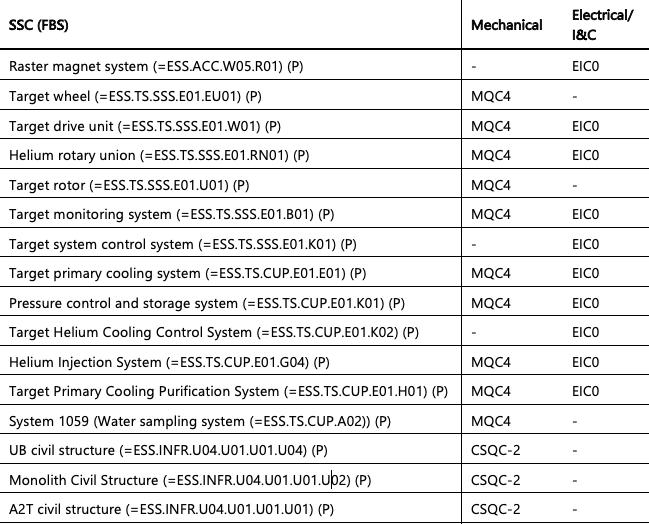 SSC (FBS) Mechanical Electrical/
I&C
Raster magnet system (=ESS.ACC.W05.R01) (P) - EIC0
Target wheel (=ESS.TS.SSS.E01.EU01) (P) MQC4 -
Target drive unit (=ESS.TS.SSS.E01.W01) (P) MQC4 EIC0
Helium rotary union (=ESS.TS.SSS.E01.RN01) (P) MQC4 EIC0
Target rotor (=ESS.TS.SSS.E01.U01) (P) MQC4 -
Target monitoring system (=ESS.TS.SSS.E01.B01) (P) MQC4 EIC0
Target system control system (=ESS.TS.SSS.E01.K01) (P) - EIC0
Target primary cooling system (=ESS.TS.CUP.E01.E01) (P) MQC4 EIC0
Pressure control and storage system (=ESS.TS.CUP.E01.K01) (P) MQC4 EIC0
Target Helium Cooling Control System (=ESS.TS.CUP.E01.K02) (P) - EIC0
Helium Injection System (=ESS.TS.CUP.E01.G04) (P) MQC4 EIC0
Target Primary Cooling Purification System (=ESS.TS.CUP.E01.H01) (P) MQC4 EIC0
System 1059 (Water sampling system (=ESS.TS.CUP.A02)) (P) MQC4 -
UB civil structure (=ESS.INFR.U04.U01.U01.U04) (P) CSQC-2 -
Monolith Civil Structure (=ESS.INFR.U04.U01.U01.U02) (P) CSQC-2 -
A2T civil structure (=ESS.INFR.U04.U01.U01.U01) (P) CSQC-2 -